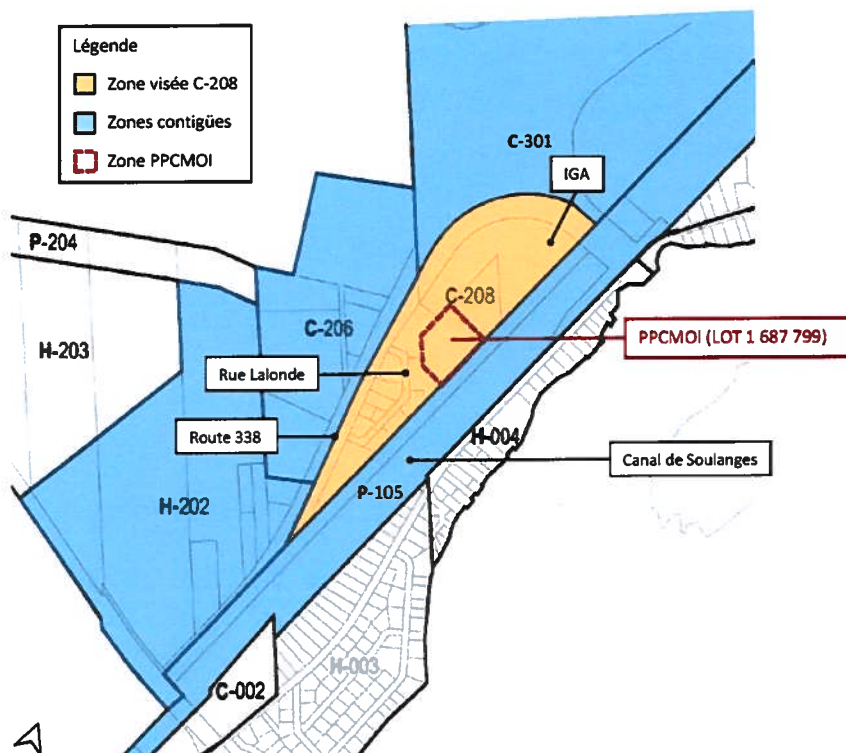 Légende
Zone visée C-208
Zones contigües
Zone PPCMOI
C-301
IGA
P-204
C-208
C-206
H-203
PPCMOI (LOT 1 687 799)
Rue Lalonde
Route 338
H-004
Canal de Soulanges
P-105
H-202
H-003
C-002